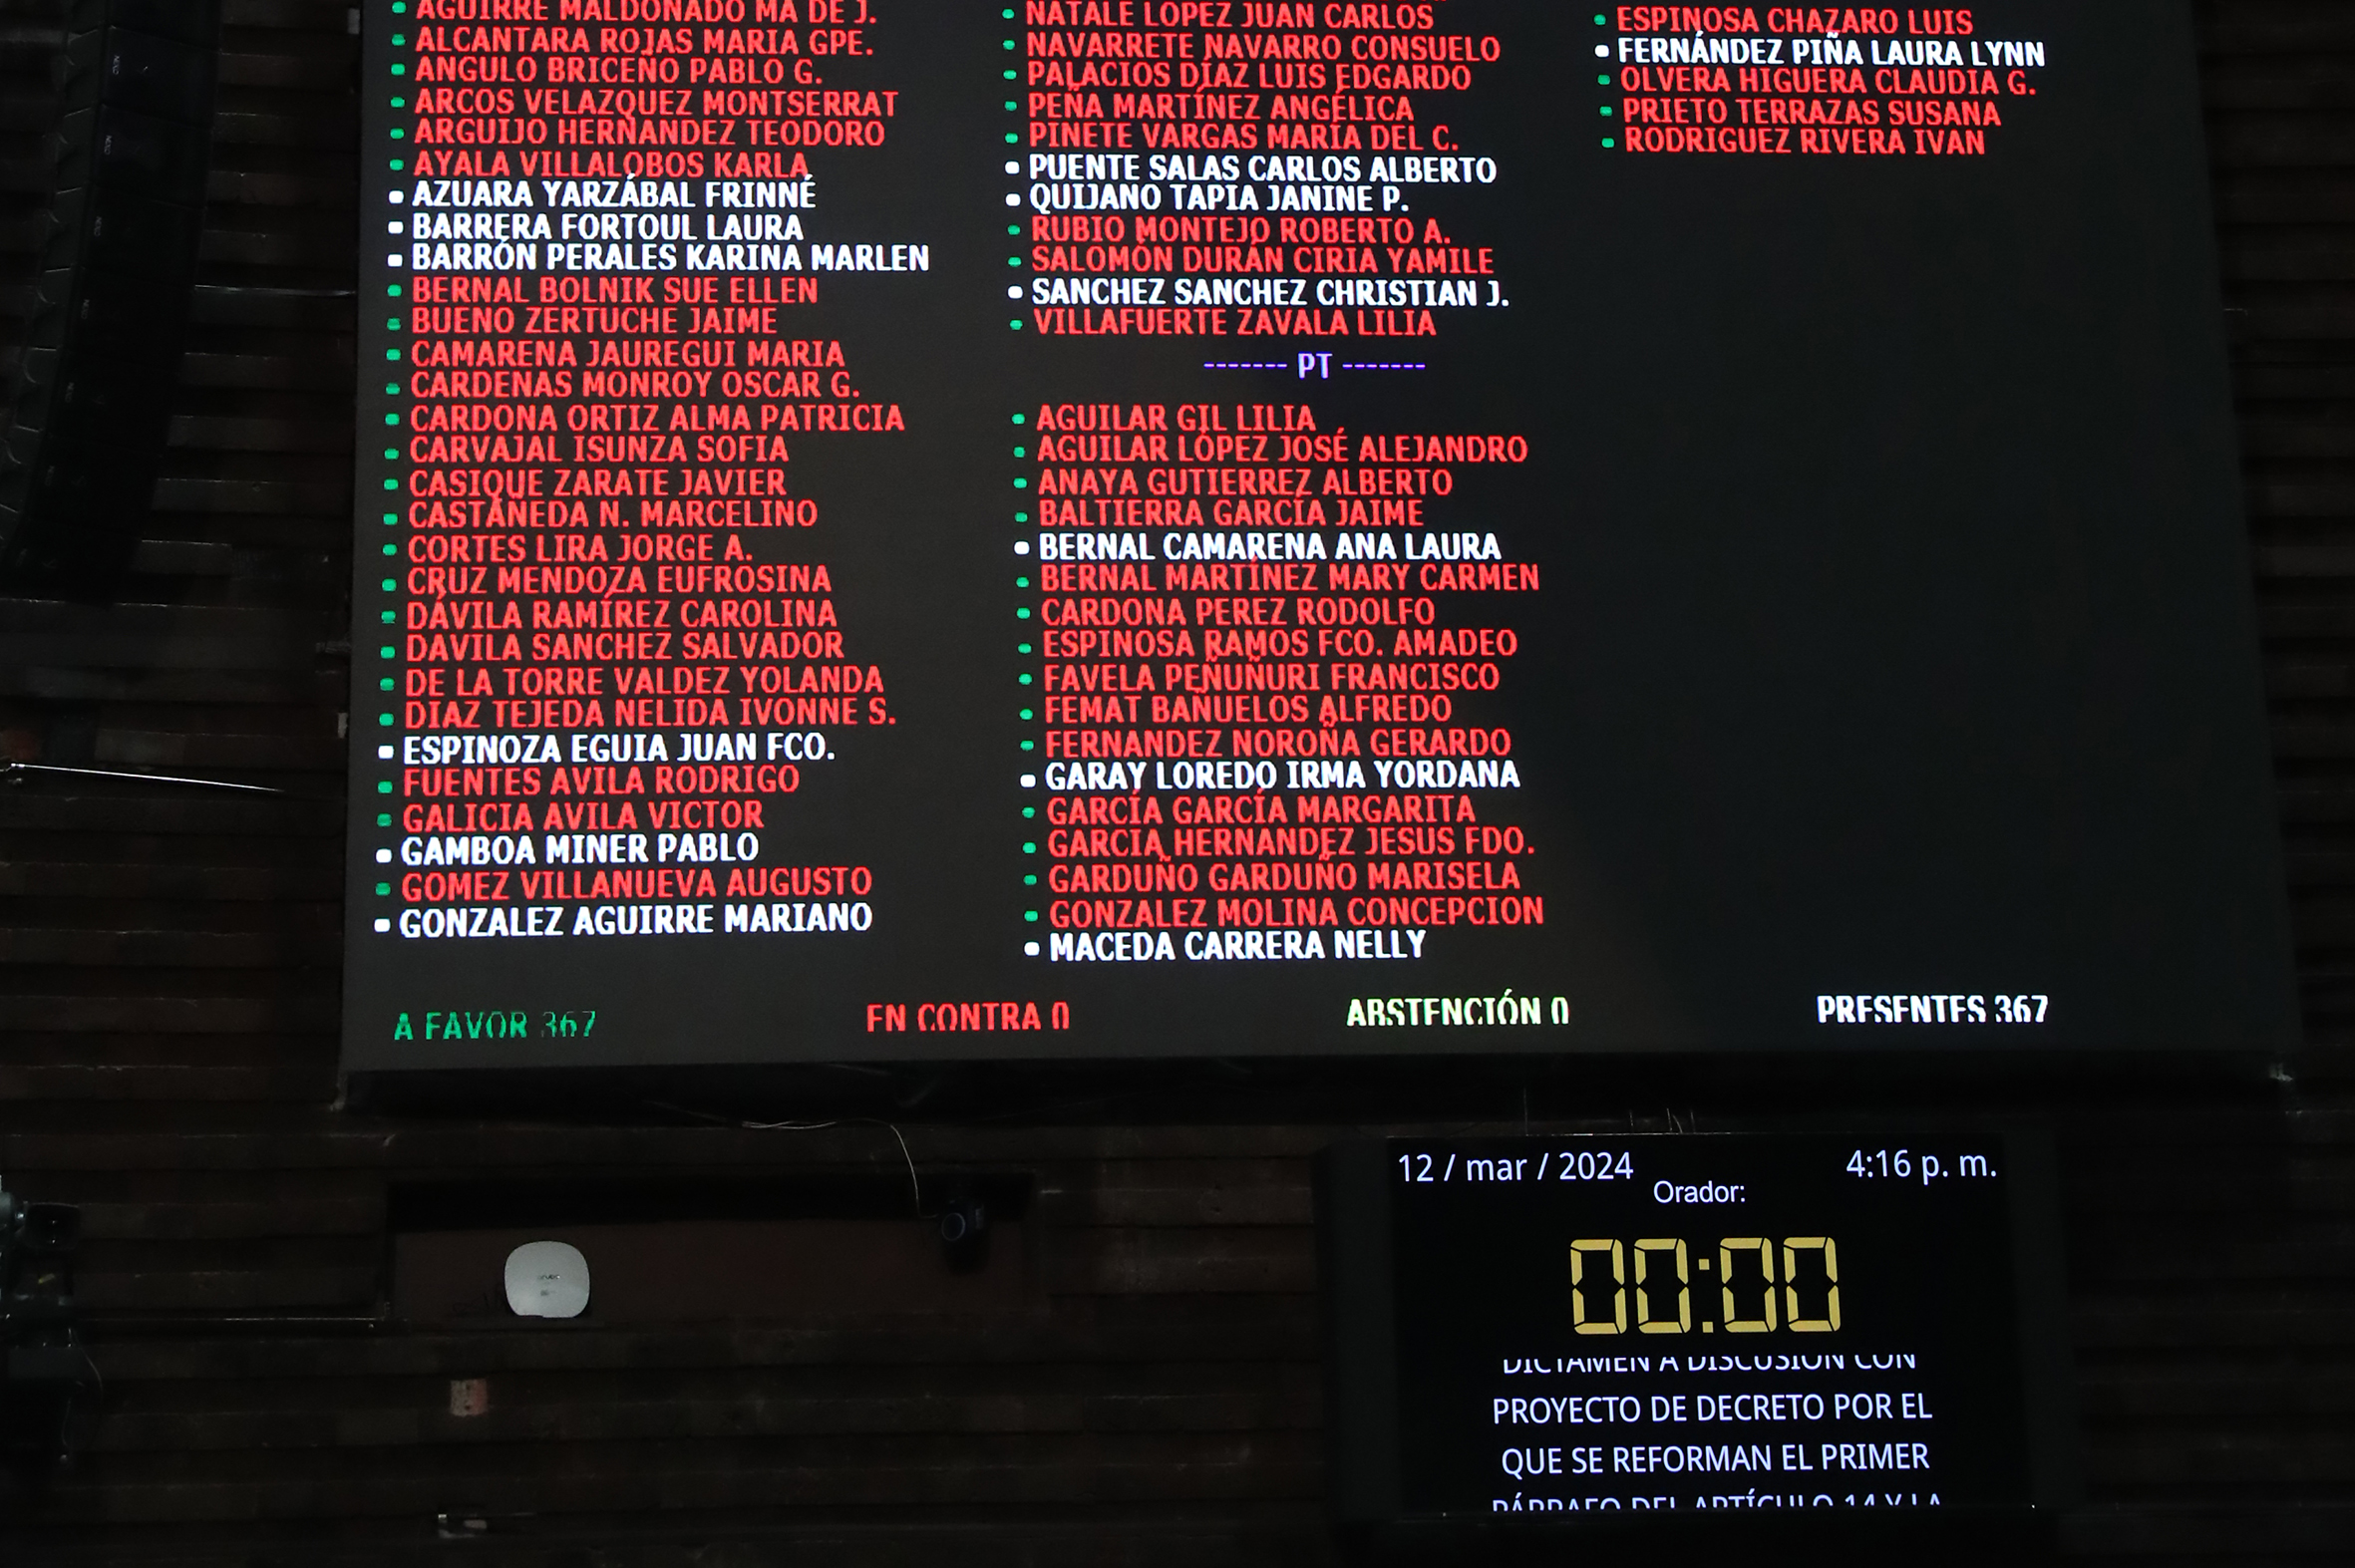 AGUIRRE MALDONADO MA DE J.
ALCANTARA ROJAS MARIA GPE.
ANGULO BRICEÑO PABLO G.
ARCOS VELAZQUEZ MONTSERRAT
ARGUIJO HERNANDEZ TEODORO
AYALA VILLALOBOS KARLA
AZUARA YARZÁBAL FRINNÉ
BARRERA FORTOUL LAURA
BARRÓN PERALES KARINA MARLEN
BERNAL BOLNIK SUE ELLEN
BUENO ZERTUCHE JAIME
CAMARENA JAUREGUI MARIA
CARDENAS MONROY OSCAR G.
CARDONA ORTIZ ALMA PATRICIA
CARVAJAL ISUNZA SOFIA
CASIQUE ZARATE JAVIER
CASTAÑEDA N. MARCELINO
CORTES LIRA JORGE A.
CRUZ MENDOZA EUFROSINA
DÁVILA RAMÍREZ CAROLINA
DAVILA SANCHEZ SALVADOR
DE LA TORRE VALDEZ YOLANDA
DIAZ TEJEDA NELIDA IVONNE S.
ESPINOZA EGUIA JUAN FCO.
FUENTES AVILA RODRIGO
GALICIA AVILA VICTOR
GAMBOA MINER PABLO
GOMEZ VILLANUEVA AUGUSTO
GONZALEZ AGUIRRE MARIANO
NATALE LOPEZ JUAN CARLOS
NAVARRETE NAVARRO CONSUELO
PALACIOS DÍAZ LUIS EDGARDO
PEÑA MARTÍNEZ ANGÉLICA
PINETE VARGAS MARÍA DEL C.
PUENTE SALAS CARLOS ALBERTO
QUIJANO TAPIA JANINE P.
RUBIO MONTEJO ROBERTO A.
SALOMÓN DURÁN CIRIA YAMILE
SANCHEZ SANCHEZ CHRISTIAN J.
VILLAFUERTE ZAVALA LILIA
------- PT -------
AGUILAR GIL LILIA
AGUILAR LÓPEZ JOSÉ ALEJANDRO
ANAYA GUTIERREZ ALBERTO
BALTIERRA GARCÍA JAIME
BERNAL CAMARENA ANA LAURA
BERNAL MARTÍNEZ MARY CARMEN
CARDONA PEREZ RODOLFO
ESPINOSA RAMOS FCO. AMADEO
FAVELA PEÑUÑURI FRANCISCO
FEMAT BAÑUELOS ALFREDO
FERNANDEZ NOROÑA GERARDO
GARAY LOREDO IRMA YORDANA
GARCÍA GARCÍA MARGARITA
GARCIA HERNANDEZ JESUS FDO.
GARDUÑO GARDUÑO MARISELA
GONZALEZ MOLINA CONCEPCION
MACEDA CARRERA NELLY
ESPINOSA CHAZARO LUIS
FERNÁNDEZ PIÑA LAURA LYNN
OLVERA HIGUERA CLAUDIA G.
PRIETO TERRAZAS SUSANA
RODRIGUEZ RIVERA IVAN
A FAVOR 367
EN CONTRA 0
ABSTENCIÓN 0
PRESENTES 367
12 / mar / 2024
4:16 p. m.
Orador:
00:00
DICTAMEN A DISCUSIÓN CON
PROYECTO DE DECRETO POR EL
QUE SE REFORMAN EL PRIMER
PÁRRAFO DEL ARTÍCULO 14 Y LA